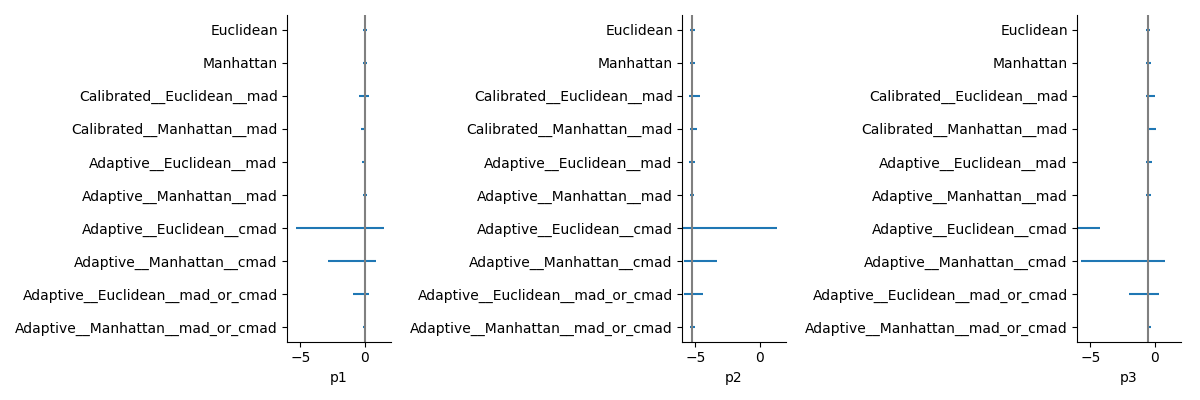 Euclidean
Manhattan
Calibrated__Euclidean__mad
Calibrated__Manhattan__mad
Adaptive__Euclidean__mad
Adaptive__Manhattan__mad
Adaptive__Euclidean__cmad
Adaptive__Manhattan__cmad
Adaptive__Euclidean__mad_or_cmad
Adaptive__Manhattan__mad_or_cmad
−5 0
p1
Euclidean
Manhattan
Calibrated__Euclidean__mad
Calibrated__Manhattan__mad
Adaptive__Euclidean__mad
Adaptive__Manhattan__mad
Adaptive__Euclidean__cmad
Adaptive__Manhattan__cmad
Adaptive__Euclidean__mad_or_cmad
Adaptive__Manhattan__mad_or_cmad
−5 0
p2
Euclidean
Manhattan
Calibrated__Euclidean__mad
Calibrated__Manhattan__mad
Adaptive__Euclidean__mad
Adaptive__Manhattan__mad
Adaptive__Euclidean__cmad
Adaptive__Manhattan__cmad
Adaptive__Euclidean__mad_or_cmad
Adaptive__Manhattan__mad_or_cmad
−5 0
p3